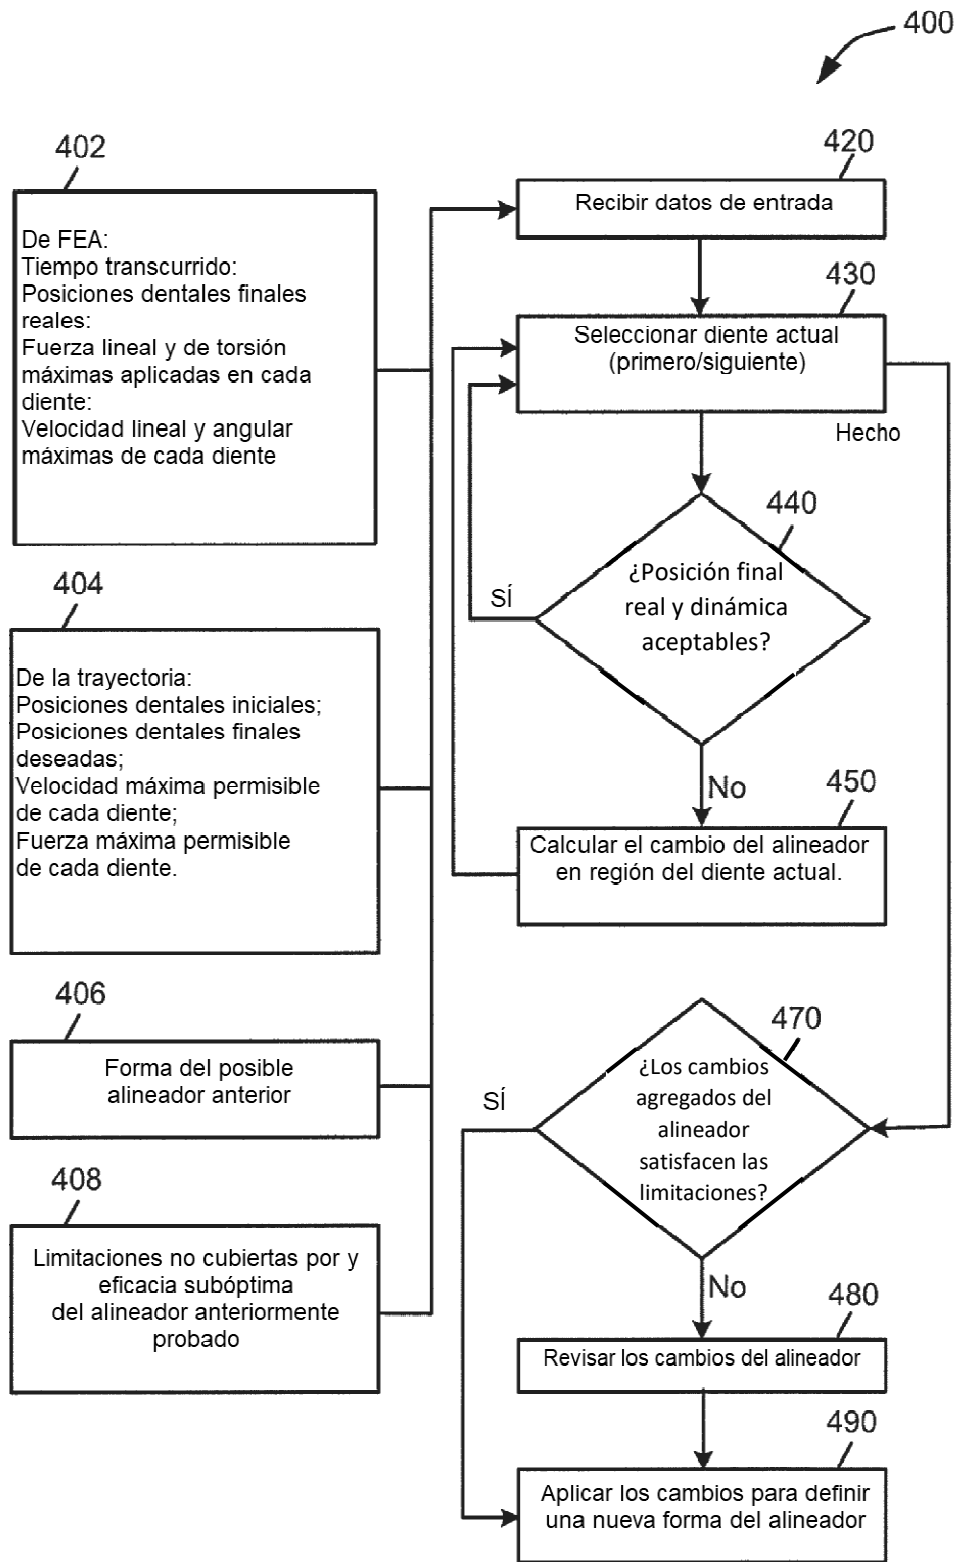 400
402
De FEA:
Tiempo transcurrido:
Posiciones dentales finales
reales:
Fuerza lineal y de torsión
máximas aplicadas en cada
diente:
Velocidad lineal y angular
máximas de cada diente
404
De la trayectoria:
Posiciones dentales iniciales;
Posiciones dentales finales
deseadas;
Velocidad máxima permisible
de cada diente;
Fuerza máxima permisible
de cada diente.
406
Forma del posible
alineador anterior
408
Limitaciones no cubiertas por y
eficacia subóptima
del alineador anteriormente
probado
420
Recibir datos de entrada
430
Seleccionar diente actual
(primero/siguiente)
Hecho
440
¿Posición final
real y dinámica
aceptables?
SÍ
No
450
Calcular el cambio del alineador
en región del diente actual.
470
¿Los cambios
agregados del
alineador
satisfacen las
limitaciones?
SÍ
No
480
Revisar los cambios del alineador
490
Aplicar los cambios para definir
una nueva forma del alineador